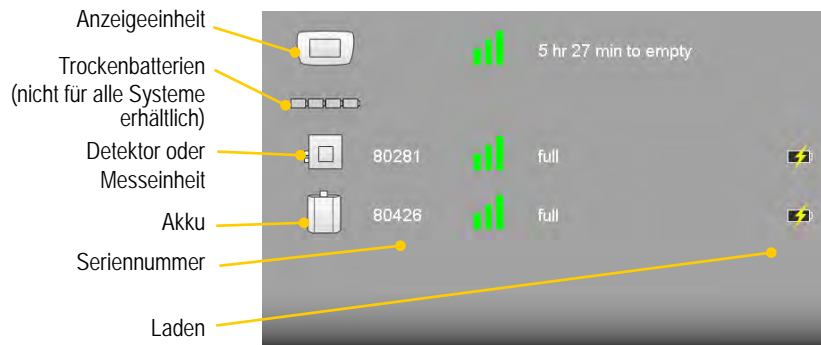 Anzeigeeinheit
5 hr 27 min to empty
Trockenbatterien
(nicht für alle Systeme
erhältlich)
Detektor oder
Messeinheit
80281
full
Akku
80426
full
Seriennummer
Laden